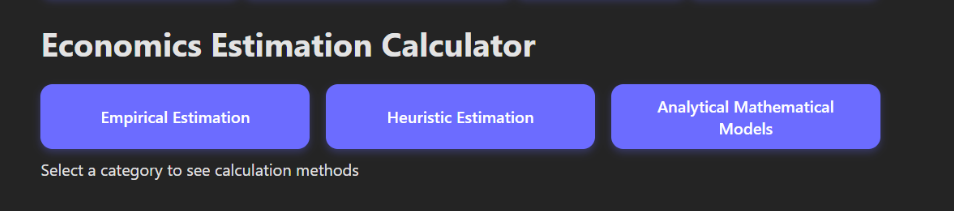 Economics Estimation Calculator
Empirical Estimation
Heuristic Estimation
Analytical Mathematical
Models
Select a category to see calculation methods